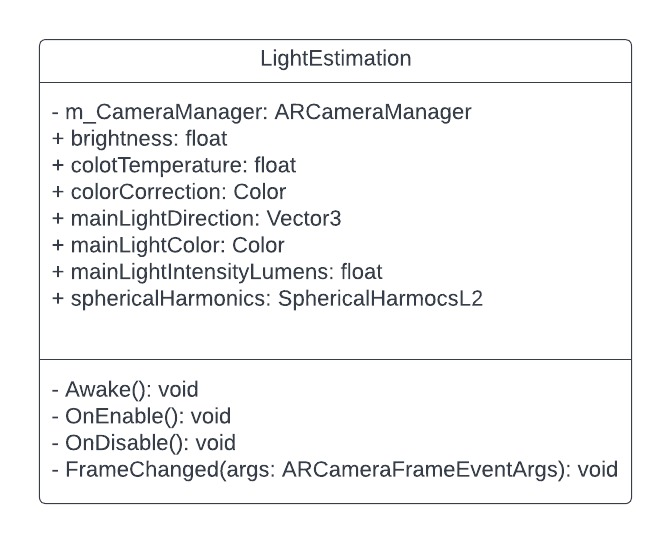 LightEstimation
- m_CameraManager: ARCameraManager
+ brightness: float
+ colotTemperature: float
+ colorCorrection: Color
+ mainLightDirection: Vector3
+ mainLightColor: Color
+ mainLightIntensityLumens: float
+ sphericalHarmonics: SphericalHarmocsL2
- Awake(): void
- OnEnable(): void
- OnDisable(): void
- FrameChanged(args: ARCameraFrameEventArgs): void